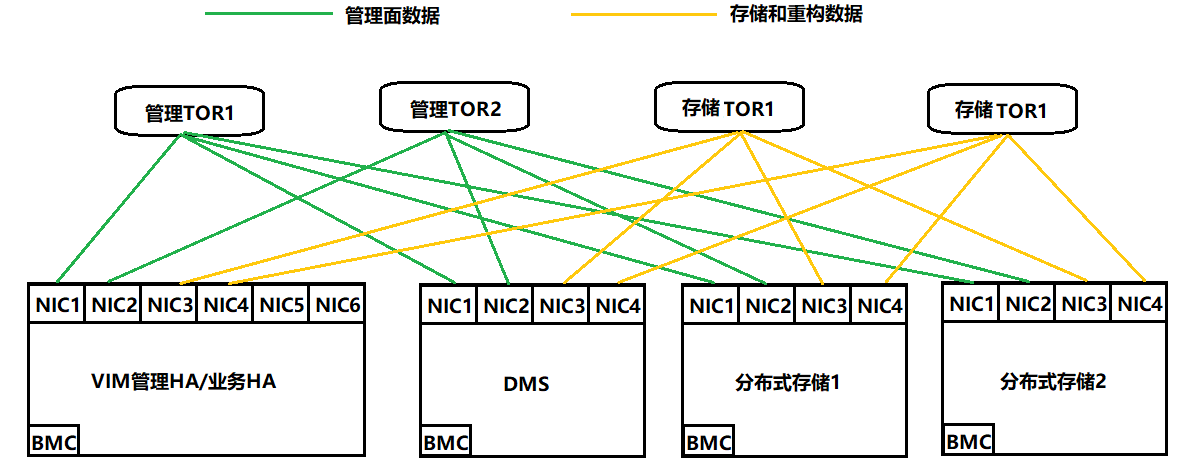 管理面数据
存储和重构数据
管理TOR1
管理TOR2
存储 TOR1
存储 TOR1
NIC1 NIC2 NIC3 NIC4 NIC5 NIC6
NIC1 NIC2 NIC3 NIC4
NIC1 NIC2 NIC3 NIC4
NIC1 NIC2 NIC3 NIC4
VIM管理HA/业务HA
DMS
分布式存储1
分布式存储2
BMC
BMC
BMC
BMC